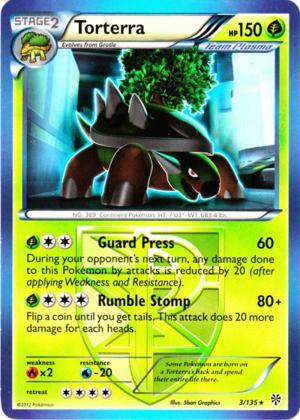 STAGE2 Torterra HP150
Evolves from Grotle Team Plasma
NO. 389 Continent Pokémon HT: 7'03" WT: 683.4 lbs.
Guard Press 60
During your opponent's next turn, any damage done
to this Pokémon by attacks is reduced by 20 (after
applying Weakness and Resistance).
Rumble Stomp 80+
Flip a coin until you get tails. This attack does 20 more
damage for each heads.
weakness resistance
×2 -20
retreat
Some Pokémon are born on a
Torterra's back and spend
their entire life there.
©2012 Pokémon Illus. 5ban Graphics 3/135 ★